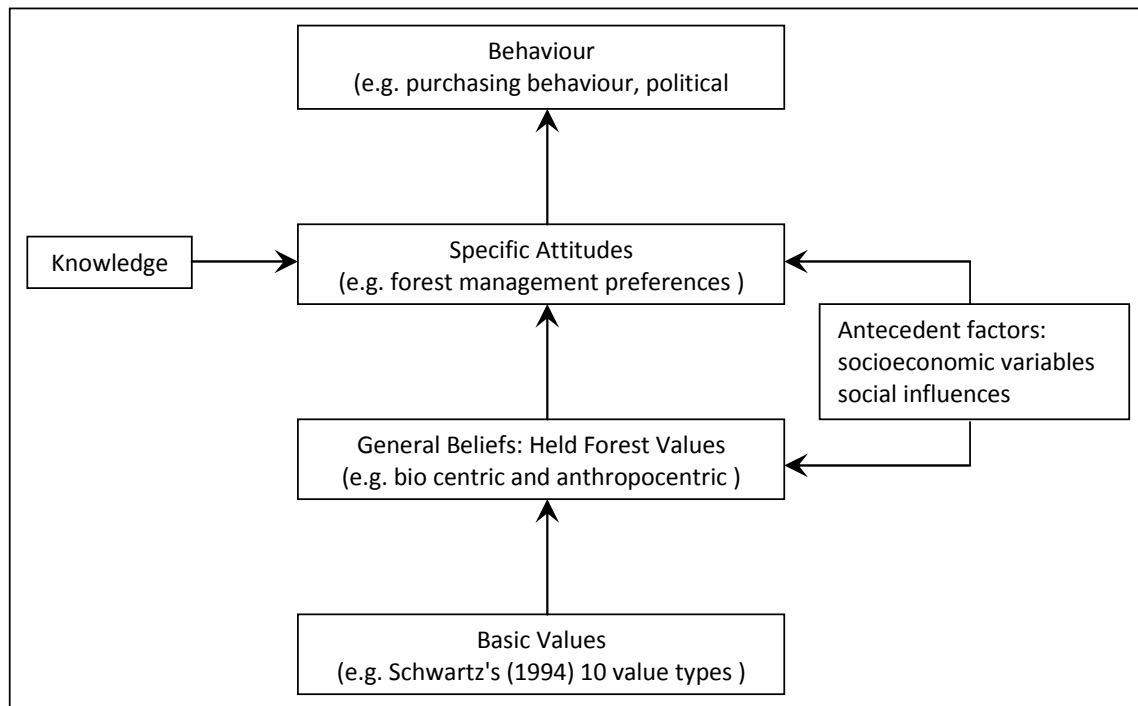 Behaviour
(e.g. purchasing behaviour, political
Knowledge
Specific Attitudes
(e.g. forest management preferences )
Antecedent factors:
socioeconomic variables
social influences
General Beliefs: Held Forest Values
(e.g. bio centric and anthropocentric )
Basic Values
(e.g. Schwartz's (1994) 10 value types )